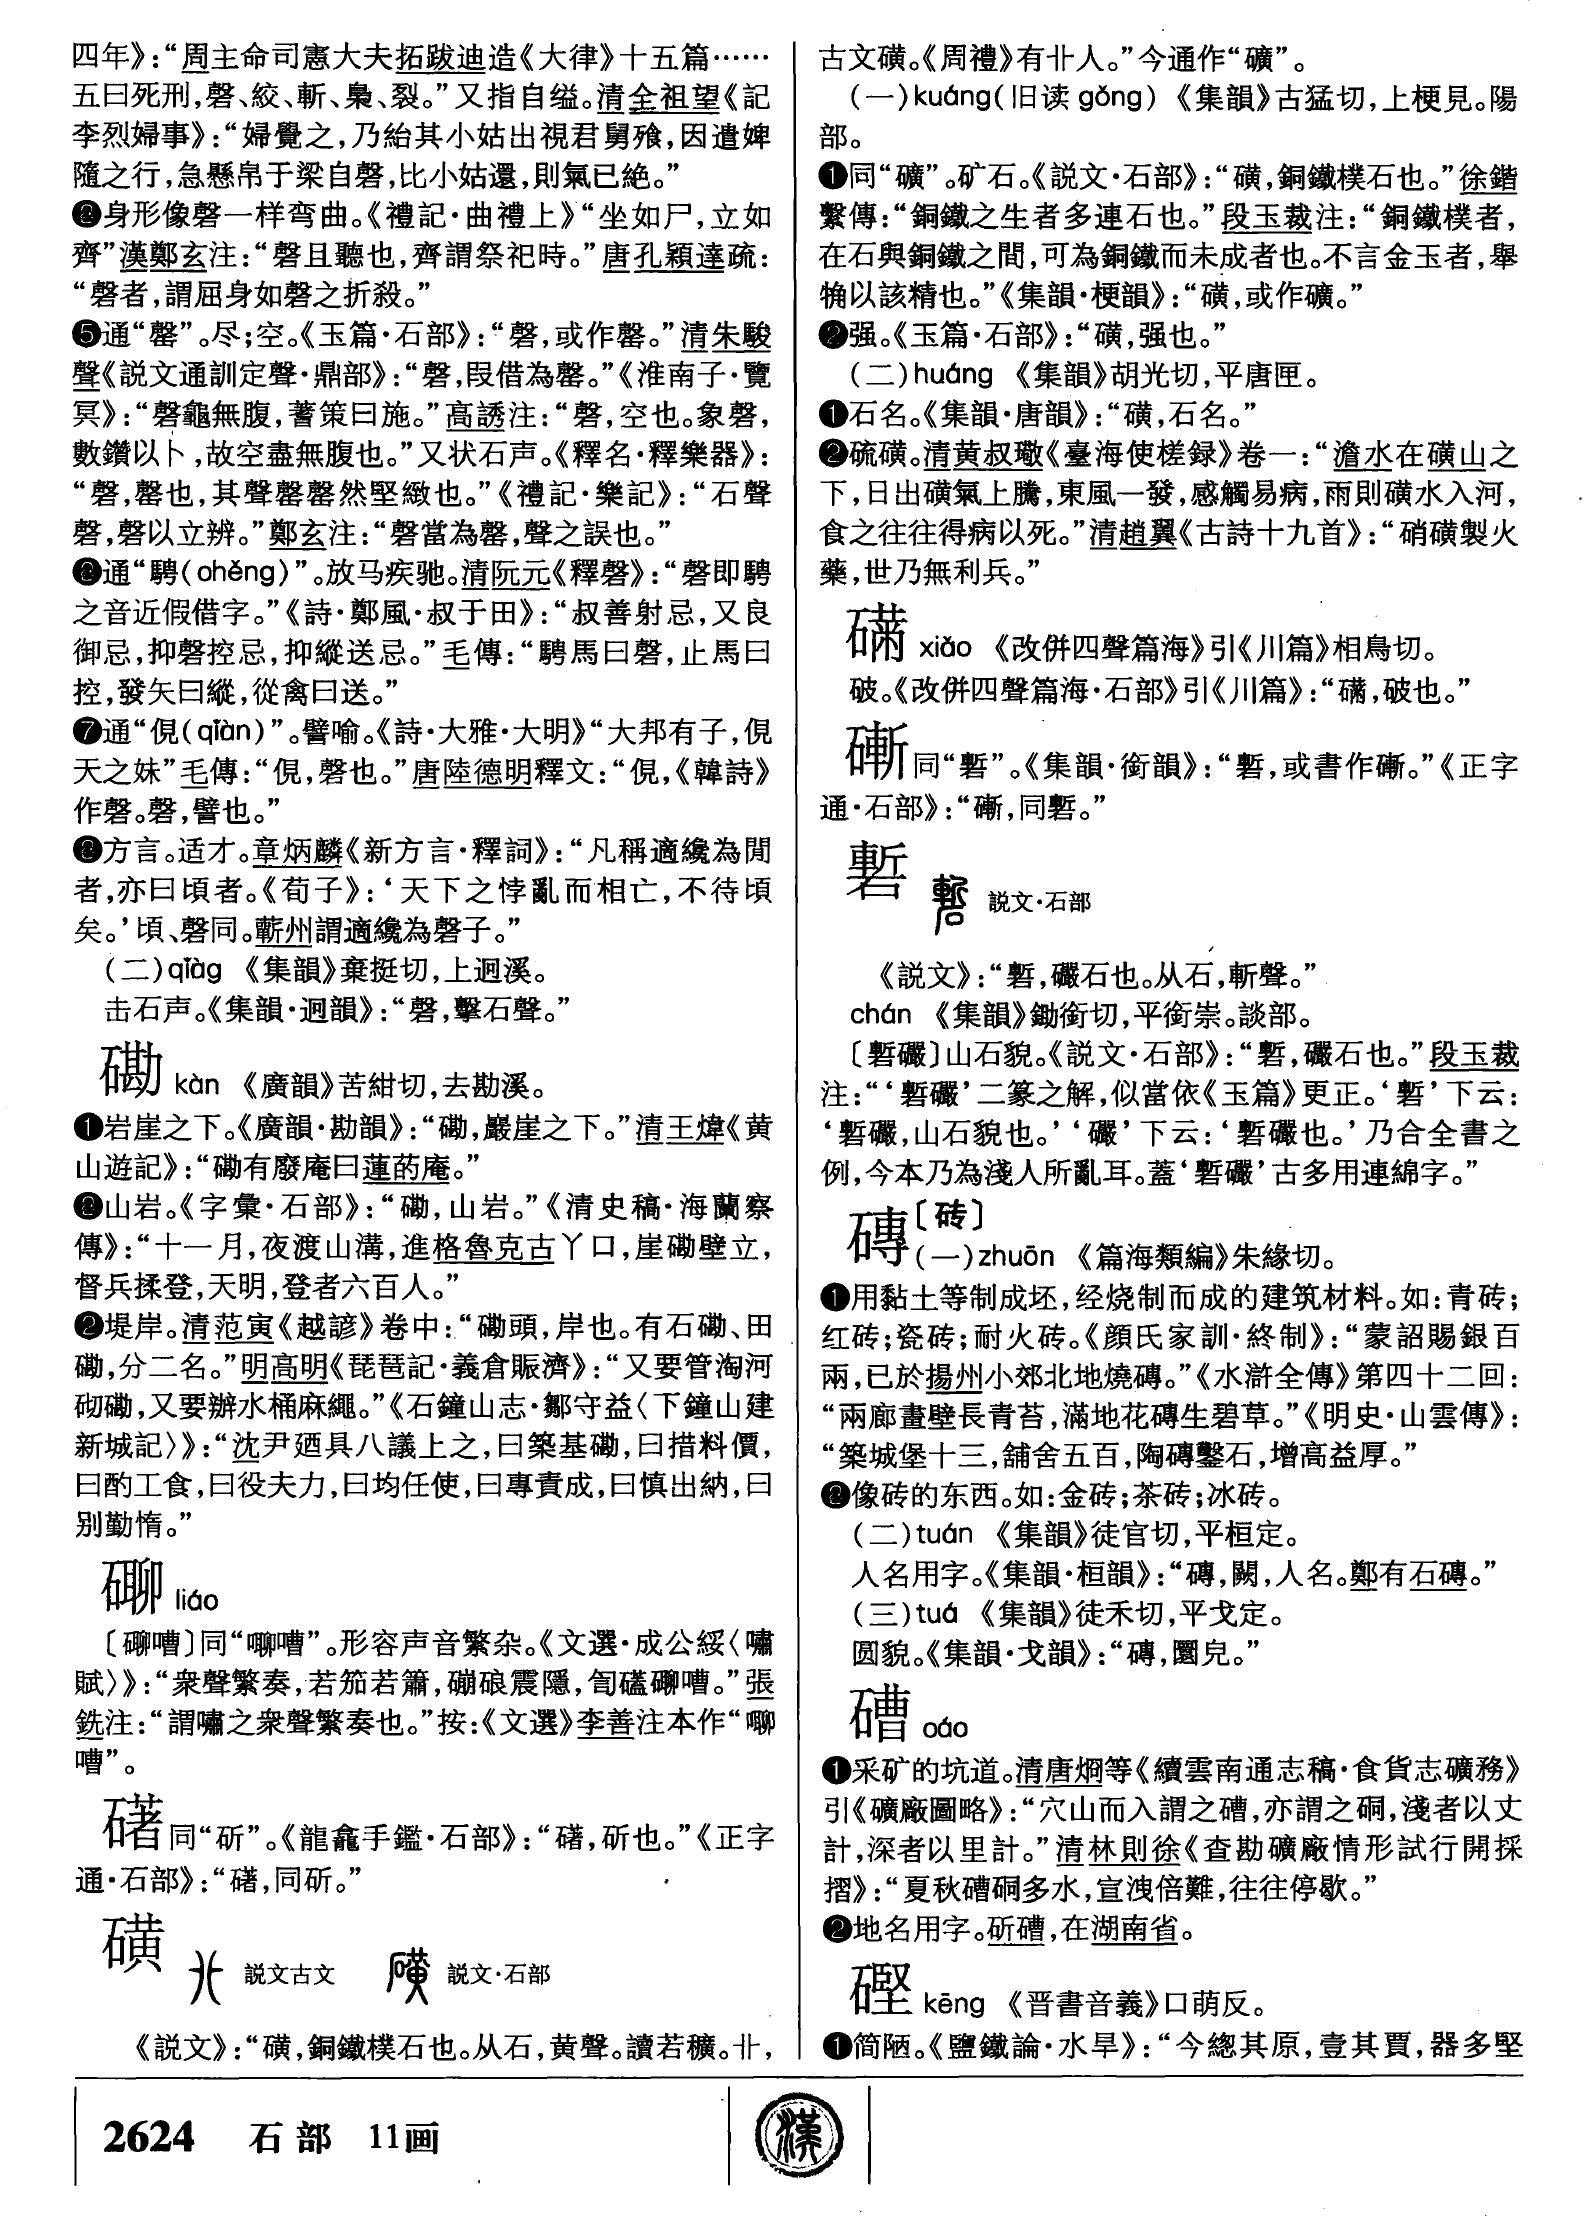 四年》：“周主命司憲大夫拓跋迪造《大律》十五篇……
五曰死刑，磬、絞、斬、梟、裂。”又指自缢。清全祖望《記
李烈婦事》：“婦覺之，乃紿其小姑出視君舅飱，因遣婢
隨之行，急懸帛于梁自磬，比小姑還，則氣已絶。”
❹身形像磬一样弯曲。《禮記·曲禮上》“坐如尸，立如
齊”漢鄭玄注：“磬且聽也，齊謂祭祀時。”唐孔穎達疏：
“磬者，謂屈身如磬之折殺。”
❺通“罄”。尽；空。《玉篇·石部》：“磬，或作罄。”清朱駿
聲《説文通訓定聲·鼎部》：“磬，叚借為罄。”《淮南子·覽
冥》：“磬龜無腹，蓍策曰施。”高誘注：“磬，空也。象磬，
數鑽以卜，故空盡無腹也。”又状石声。《釋名·釋樂器》：
“磬，罄也，其聲罄罄然堅緻也。”《禮記·樂記》：“石聲
磬，磬以立辨。”鄭玄注：“磬當為罄，聲之誤也。”
❻通“騁(ohěng)”。放马疾驰。清阮元《釋磬》：“磬即騁
之音近假借字。”《詩·鄭風·叔于田》：“叔善射忌，又良
御忌，抑磬控忌，抑縱送忌。”毛傳：“騁馬曰磬，止馬曰
控，發矢曰縱，從禽曰送。”
❼通“俔(qiàn)”。譬喻。《詩·大雅·大明》“大邦有子，俔
天之妹”毛傳：“俔，磬也。”唐陸德明釋文：“俔，《韓詩》
作磬。磬，譬也。”
❽方言。适才。章炳麟《新方言·釋詞》：“凡稱適纔為閒
者，亦曰頃者。《荀子》：‘天下之悖亂而相亡，不待頃
矣。’頃、磬同。蘄州謂適纔為磬子。”
(二)qǐng 《集韻》棄挺切，上迥溪。
击石声。《集韻·迥韻》：“磬，擊石聲。”
磡 kàn 《廣韻》苦紺切，去勘溪。
❶岩崖之下。《廣韻·勘韻》：“磡，巖崖之下。”清王煒《黄
山遊記》：“磡有廢庵曰蓮菂庵。”
❷山岩。《字彙·石部》：“磡，山岩。”《清史稿·海蘭察
傳》：“十一月，夜渡山溝，進格魯克古丫口，崖磡壁立，
督兵揉登，天明，登者六百人。”
❷堤岸。清范寅《越諺》卷中：“磡頭，岸也。有石磡、田
磡，分二名。”明高明《琵琶記·義倉賑濟》：“又要管淘河
砌磡，又要辦水桶麻繩。”《石鐘山志·鄒守益〈下鐘山建
新城記〉》：“沈尹廼具八議上之，曰築基磡，曰措料價，
曰酌工食，曰役夫力，曰均任使，曰專責成，曰慎出納，曰
别勤惰。”
磂 liáo
〔磂嘈〕同“嘲嘈”。形容声音繁杂。《文選·成公綏〈嘯
賦〉》：“衆聲繁奏，若笳若簫，磞硠震隱，訇磕嘈。”張
銑注：“謂嘯之衆聲繁奏也。”按：《文選》李善注本作“
嘈”。
磍同“斫”。《龍龕手鑑·石部》：“，斫也。”《正字
通·石部》：“，同斫。”
磺 説文古文 説文·石部
《説文》：“磺，銅鐵樸石也。从石，黄聲。讀若穬。卝，
古文磺。《周禮》有卝人。”今通作“礦”。
(一)kuáng(旧读gǒng) 《集韻》古猛切，上梗見。陽
部。
❶同“礦”。矿石。《説文·石部》：“磺，銅鐵樸石也。”徐鍇
繫傳：“銅鐵之生者多連石也。”段玉裁注：“銅鐵樸者，
在石與銅鐵之間，可為銅鐵而未成者也。不言金玉者，舉
觕以該精也。”《集韻·梗韻》：“磺，或作礦。”
❷强。《玉篇·石部》：“磺，强也。”
(二)huáng 《集韻》胡光切，平唐匣。
❶石名。《集韻·唐韻》：“磺，石名。”
❷硫磺。清黄叔璥《臺海使槎録》卷一：“澹水在磺山之
下，日出磺氣上騰，東風一發，感觸易病，雨則磺水入河，
食之往往得病以死。”清趙翼《古詩十九首》：“硝磺製火
藥，世乃無利兵。”
xiǎo 《改併四聲篇海》引《川篇》相鳥切。
破。《改併四聲篇海·石部》引《川篇》：“，破也。”
磛同“㟻”。《集韻·銜韻》：“，或書作磛。”《正字
通·石部》：“磛，同。”
説文·石部
《説文》：“，礹石也。从石，斬聲。”
chán 《集韻》鋤銜切，平銜崇。談部。
〔礹〕山石貌。《説文·石部》：“，礹石也。”段玉裁
注：“‘礹’二篆之解，似當依《玉篇》更正。‘’下云：
‘礹，山石貌也。’‘礹’下云：‘礹也。’乃合全書之
例，今本乃為淺人所亂耳。蓋‘礹’古多用連綿字。”
磚〔砖〕
(一)zhuōn 《篇海類編》朱緣切。
❶用黏土等制成坯，经烧制而成的建筑材料。如：青砖；
红砖；瓷砖；耐火砖。《顔氏家訓·終制》：“蒙詔賜銀百
兩，已於揚州小郊北地燒磚。”《水滸全傳》第四十二回：
“兩廊畫壁長青苔，滿地花磚生碧草。”《明史·山雲傳》：
“築城堡十三，舖舍五百，陶磚鑿石，增高益厚。”
❷像砖的东西。如：金砖；茶砖；冰砖。
(二)tuán 《集韻》徒官切，平桓定。
人名用字。《集韻·桓韻》：“磚，闕，人名。鄭有石磚。”
(三)tuá 《集韻》徒禾切，平戈定。
圆貌。《集韻·戈韻》：“磚，圜皃。”
磄 oáo
❶采矿的坑道。清唐烱等《續雲南通志稿·食貨志礦務》
引《礦廠圖略》：“穴山而入謂之䃴，亦謂之硐，淺者以丈
計，深者以里計。”清林則徐《查勘礦廠情形試行開採
摺》：“夏秋硐多水，宣洩倍難，往往停歇。”
❷地名用字。斫，在湖南省。
硻 kēng 《晋書音義》口萌反。
❶简陋。《鹽鐵論·水旱》：“今總其原，壹其賈，器多堅
2624 石部 11画
漢